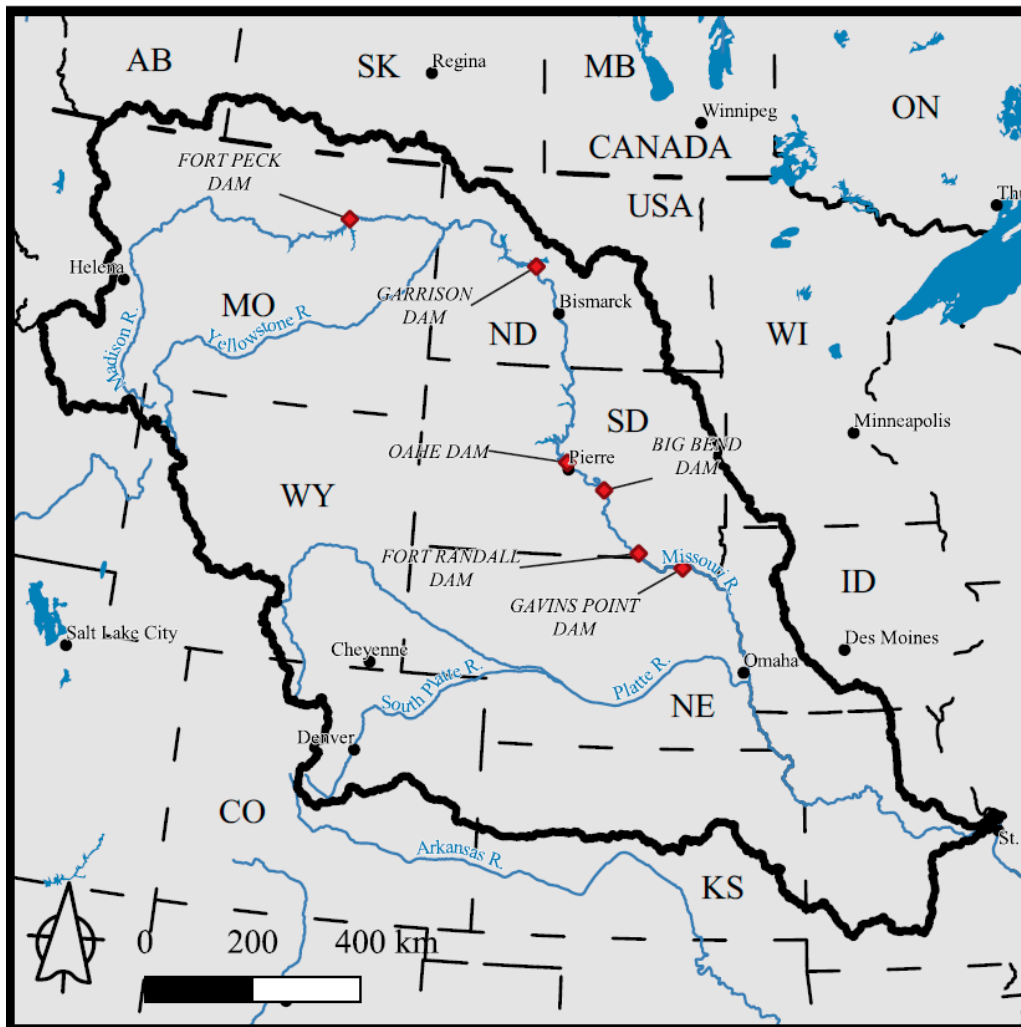 AB
SK
Regina
MB
ON
Winnipeg
CANADA
FORT PECK
DAM
USA
Thu
Helena
GARRISON
DAM
MO
Bismarck
ND
WI
Madison R.
Yellowstone R
Minneapolis
SD
OAHE DAM
Pierre
BIG BEND
DAM
WY
FORT RANDALL
DAM
Missouri R.
GAVINS POINT
DAM
ID
Salt Lake City
Cheyenne
Des Moines
South Platte R.
Platte R.
Omaha
NE
Denver
CO
Arkansas R.
St.
KS
0 200 400 km